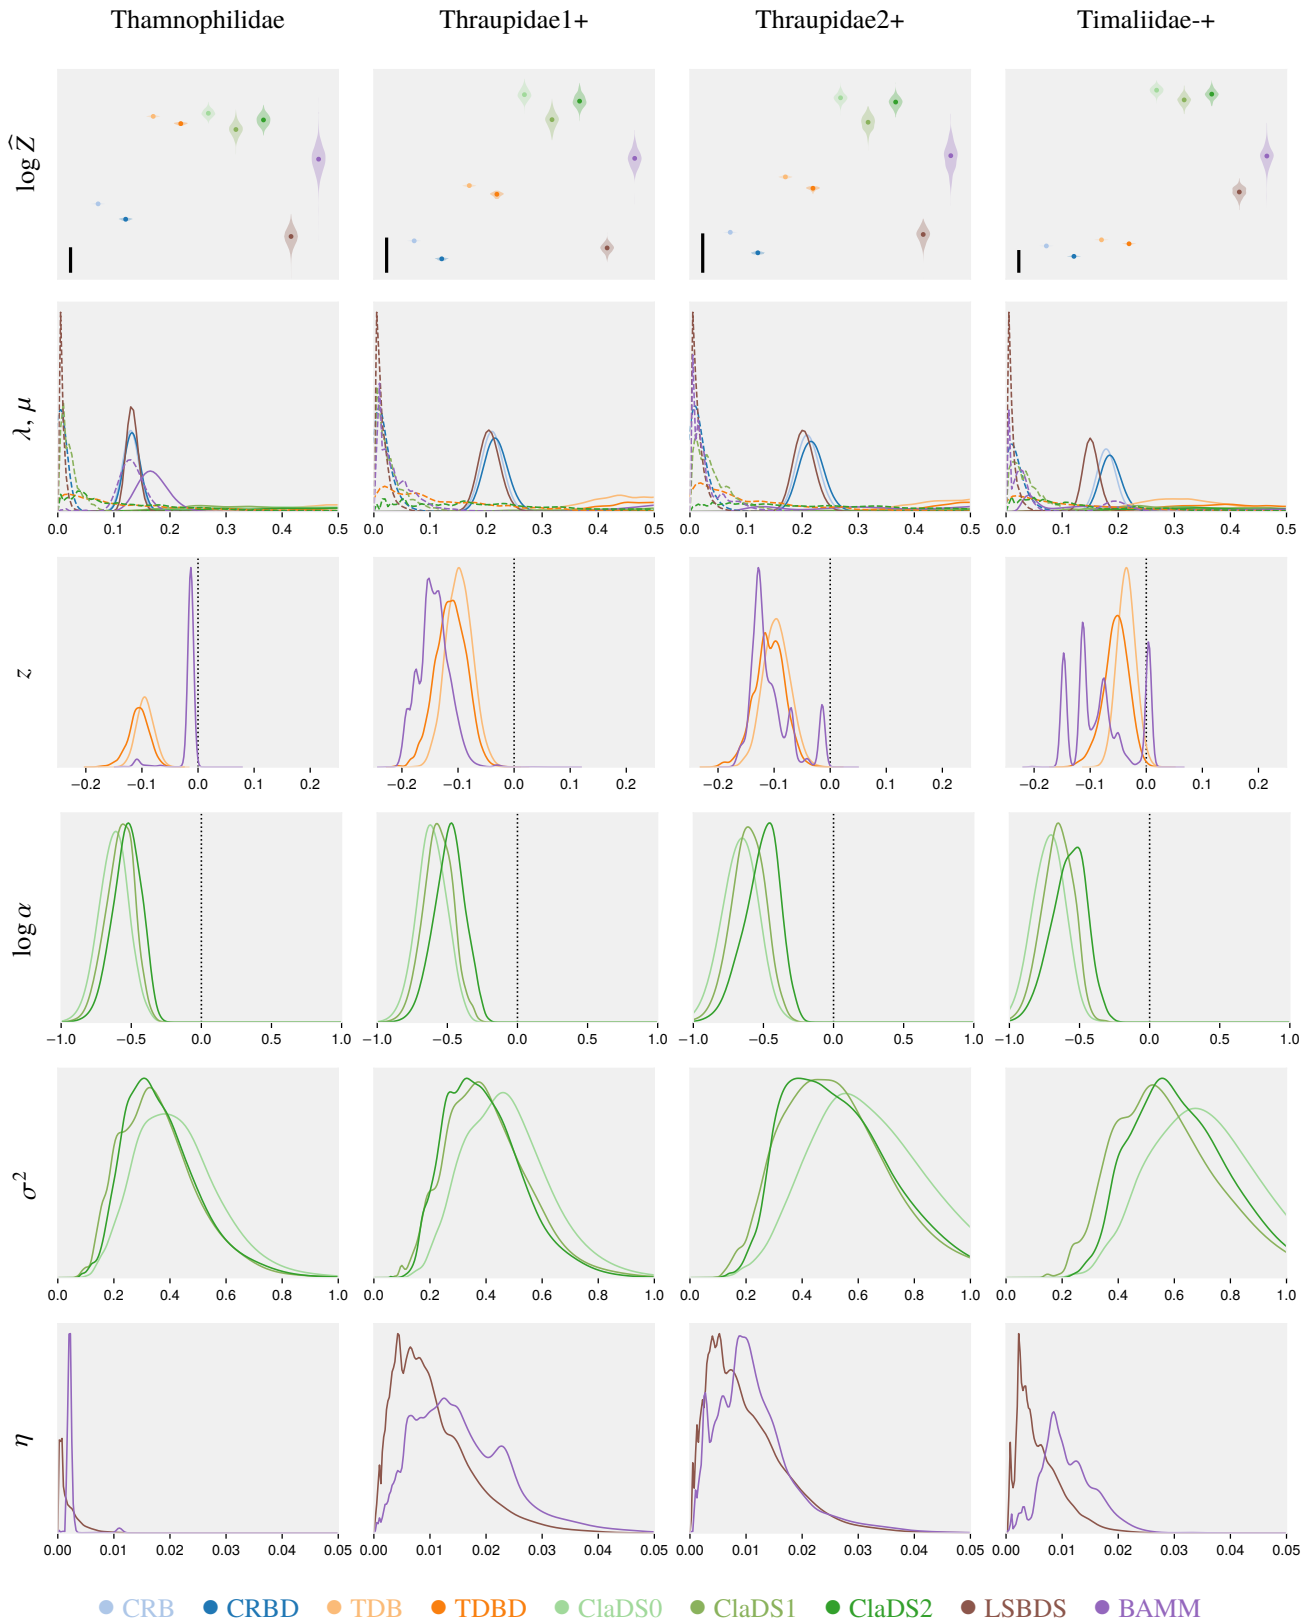 Thamnophilidae Thraupidae1+ Thraupidae2+ Timaliidae-+
log Ẑ
λ, μ
0.0 0.1 0.2 0.3 0.4 0.5 0.0 0.1 0.2 0.3 0.4 0.5 0.0 0.1 0.2 0.3 0.4 0.5 0.0 0.1 0.2 0.3 0.4 0.5
z
−0.2 −0.1 0.0 0.1 0.2 −0.2 −0.1 0.0 0.1 0.2 −0.2 −0.1 0.0 0.1 0.2 −0.2 −0.1 0.0 0.1 0.2
log α
−1.0 −0.5 0.0 0.5 1.0 −1.0 −0.5 0.0 0.5 1.0 −1.0 −0.5 0.0 0.5 1.0 −1.0 −0.5 0.0 0.5 1.0
σ²
0.0 0.2 0.4 0.6 0.8 1.0 0.0 0.2 0.4 0.6 0.8 1.0 0.0 0.2 0.4 0.6 0.8 1.0 0.0 0.2 0.4 0.6 0.8 1.0
η
0.00 0.01 0.02 0.03 0.04 0.05 0.00 0.01 0.02 0.03 0.04 0.05 0.00 0.01 0.02 0.03 0.04 0.05 0.00 0.01 0.02 0.03 0.04 0.05
CRB CRBD TDB TDBD ClaDS0 ClaDS1 ClaDS2 LSBDS BAMM